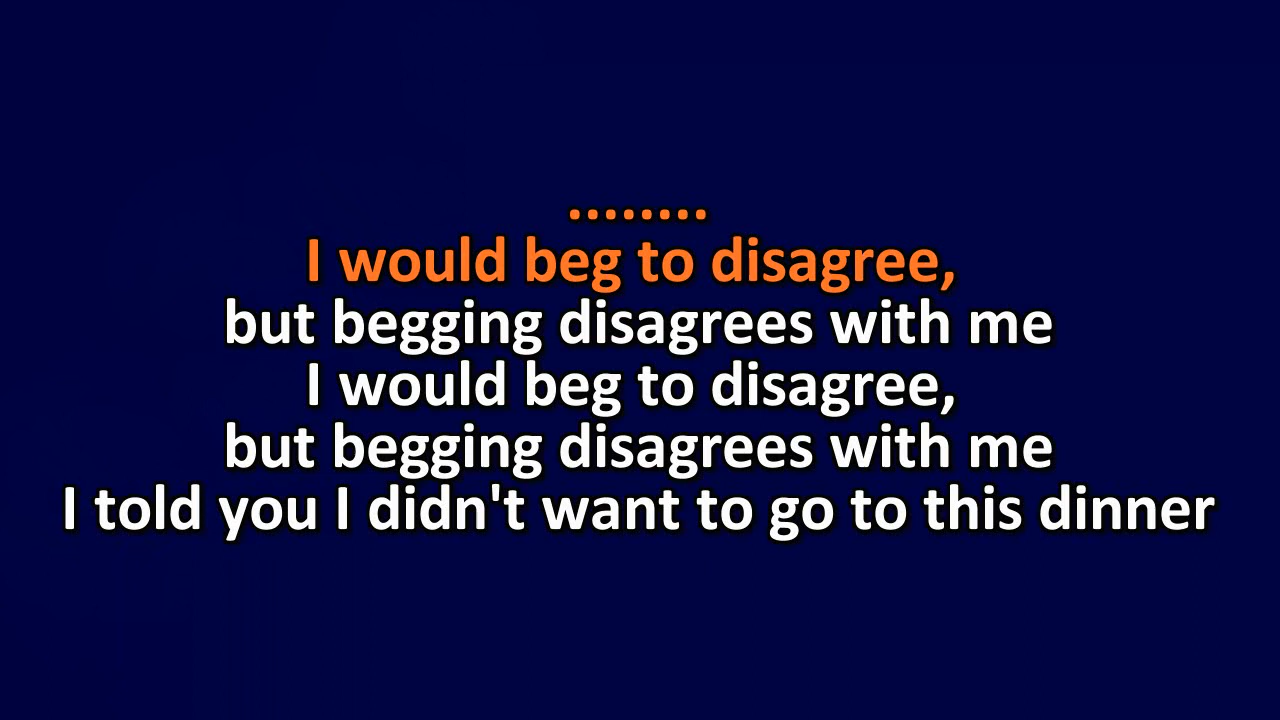 ........
I would beg to disagree,
but begging disagrees with me
I would beg to disagree,
but begging disagrees with me
I told you I didn't want to go to this dinner